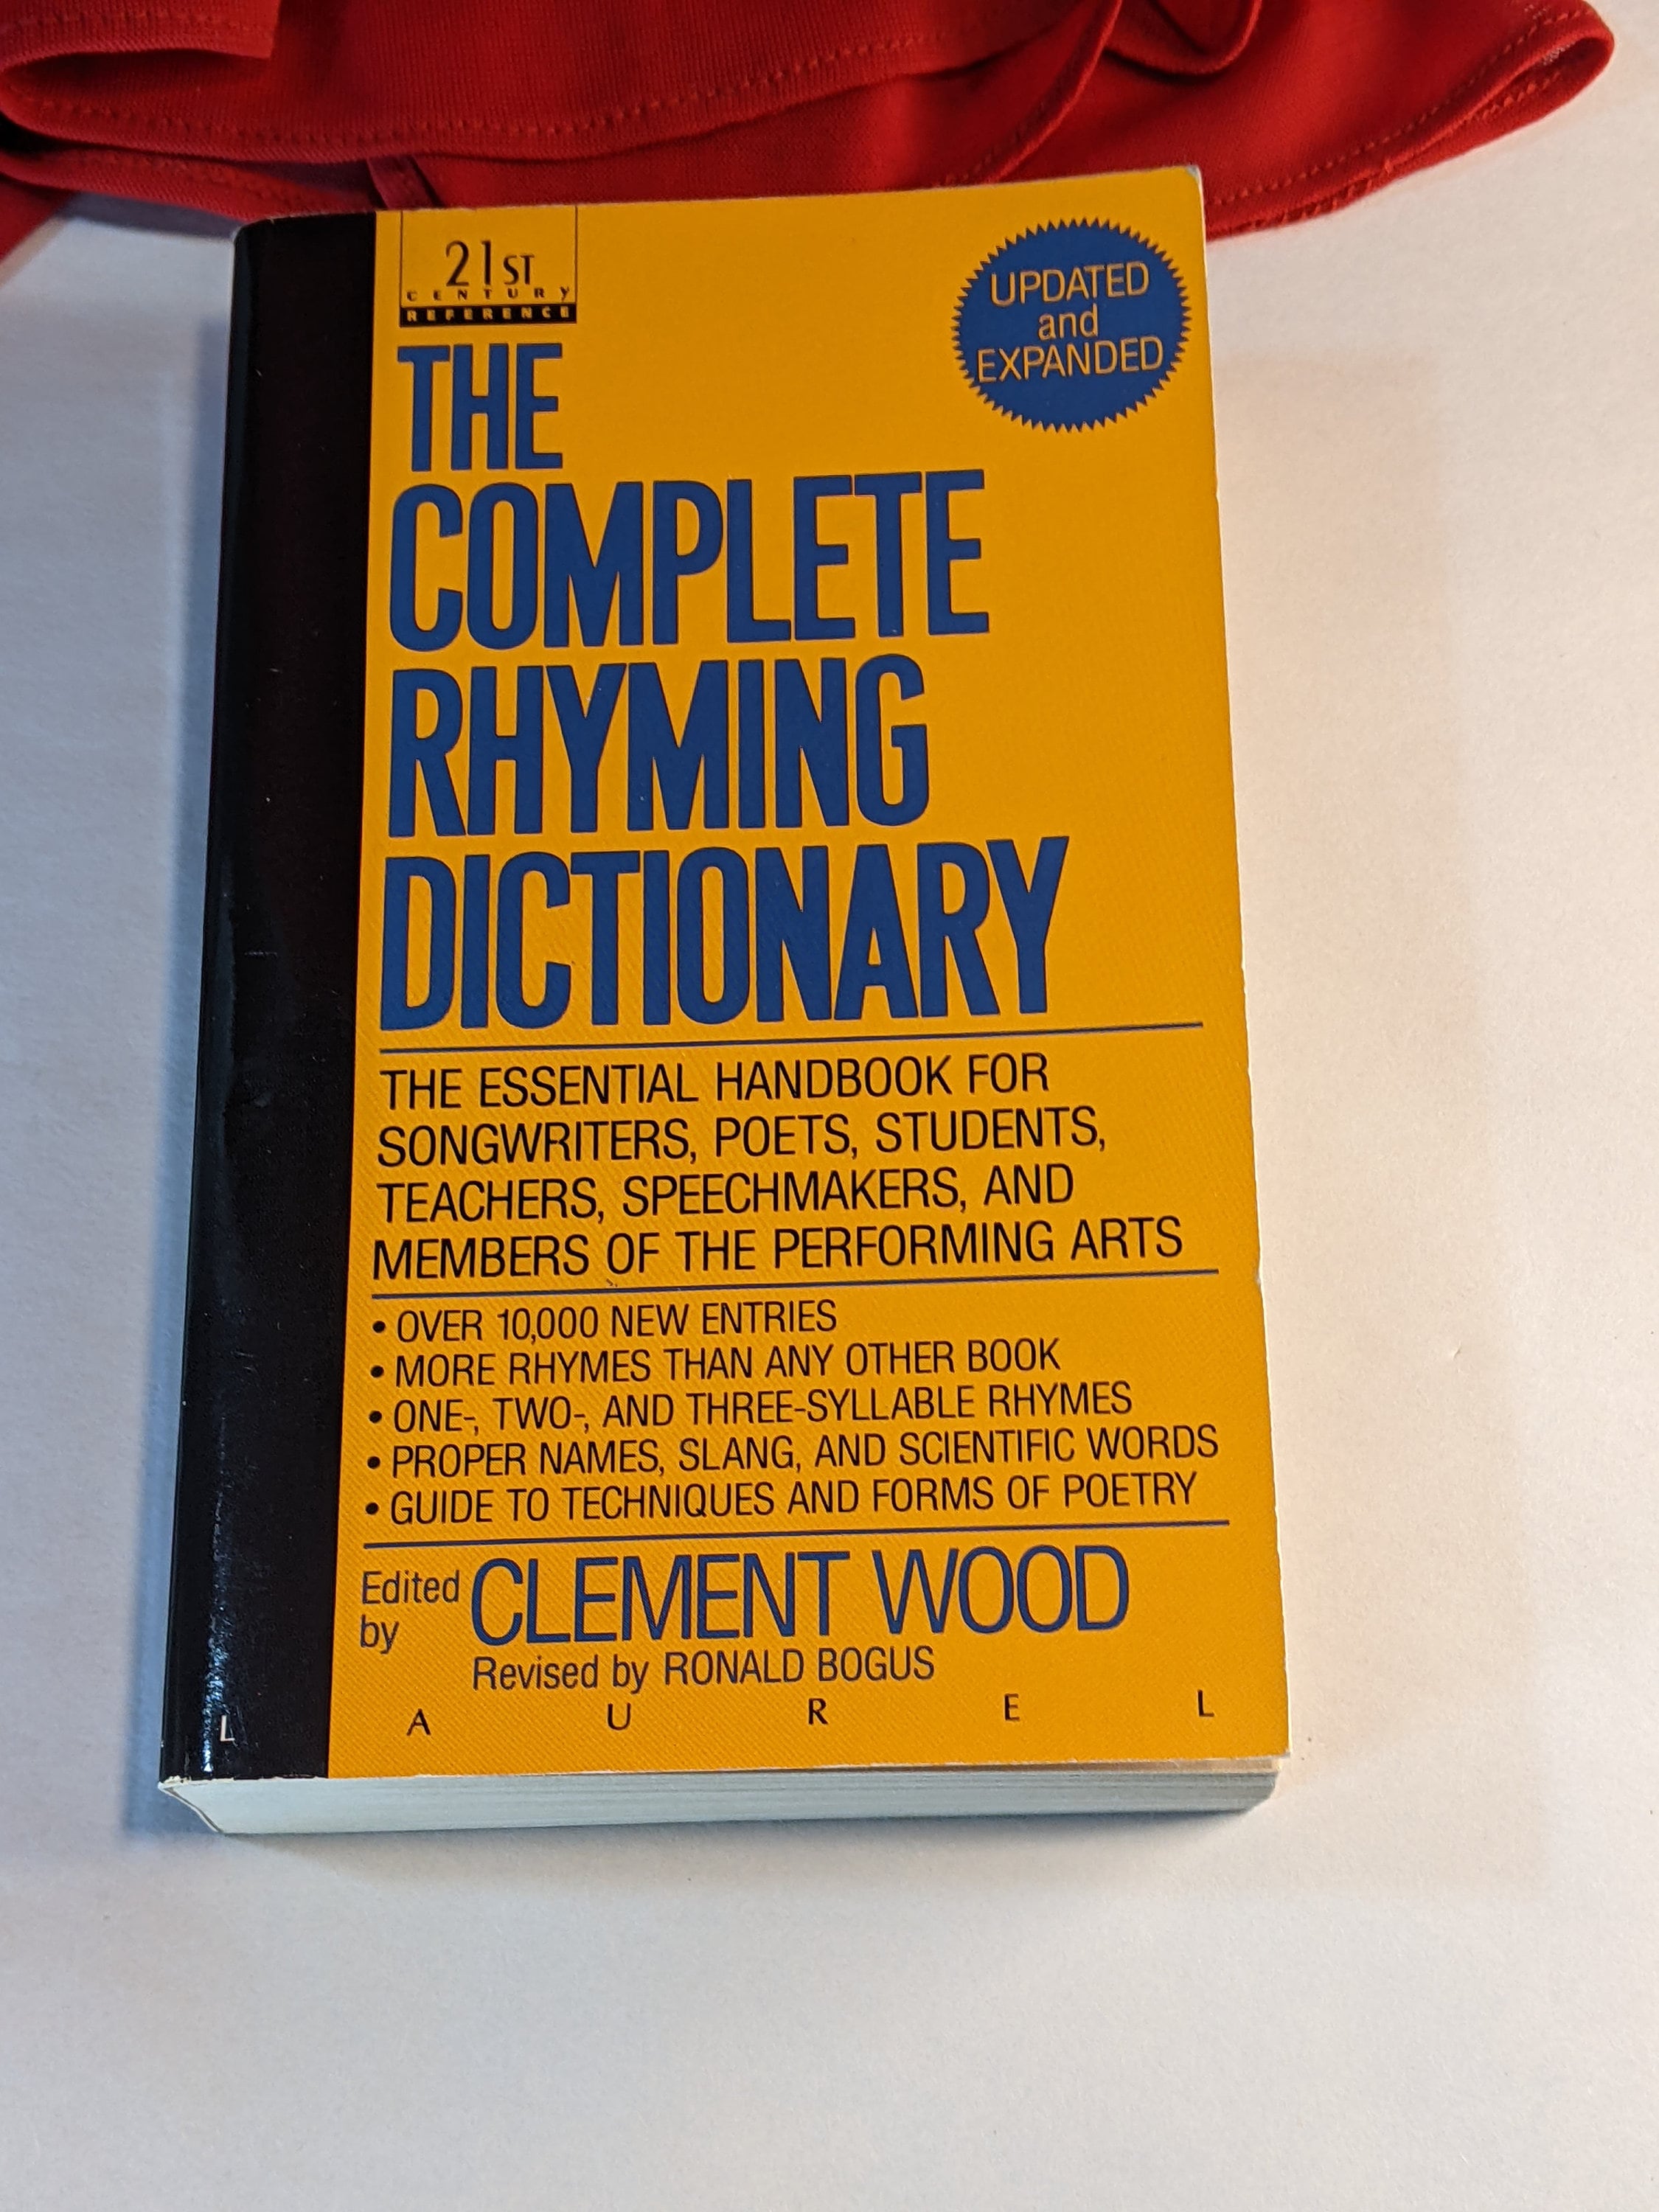 21ST
CENTURY
REFERENCE
UPDATED
and
EXPANDED
THE
COMPLETE
RHYMING
DICTIONARY
THE ESSENTIAL HANDBOOK FOR
SONGWRITERS, POETS, STUDENTS,
TEACHERS, SPEECHMAKERS, AND
MEMBERS OF THE PERFORMING ARTS
• OVER 10,000 NEW ENTRIES
• MORE RHYMES THAN ANY OTHER BOOK
• ONE-, TWO-, AND THREE-SYLLABLE RHYMES
• PROPER NAMES, SLANG, AND SCIENTIFIC WORDS
• GUIDE TO TECHNIQUES AND FORMS OF POETRY
Edited by CLEMENT WOOD
Revised by RONALD BOGUS
L A U R E L